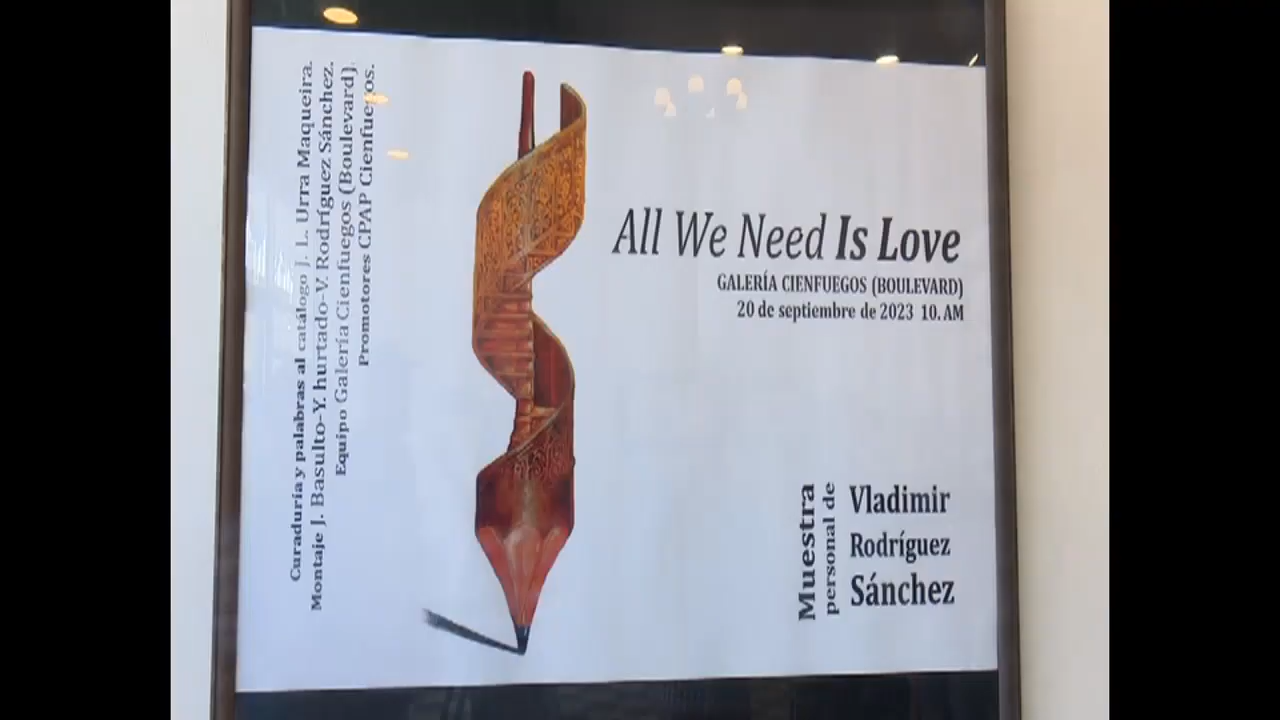 Curaduría y palabras al catálogo J. L. Urra Maqueira.
Montaje J. Basulto-Y. hurtado-V. Rodríguez Sánchez.
Equipo Galería Cienfuegos (Boulevard).
Promotores CPAP Cienfuegos.
All We Need Is Love
GALERÍA CIENFUEGOS (BOULEVARD)
20 de septiembre de 2023 10. AM
Muestra
personal de
Vladimir
Rodríguez
Sánchez